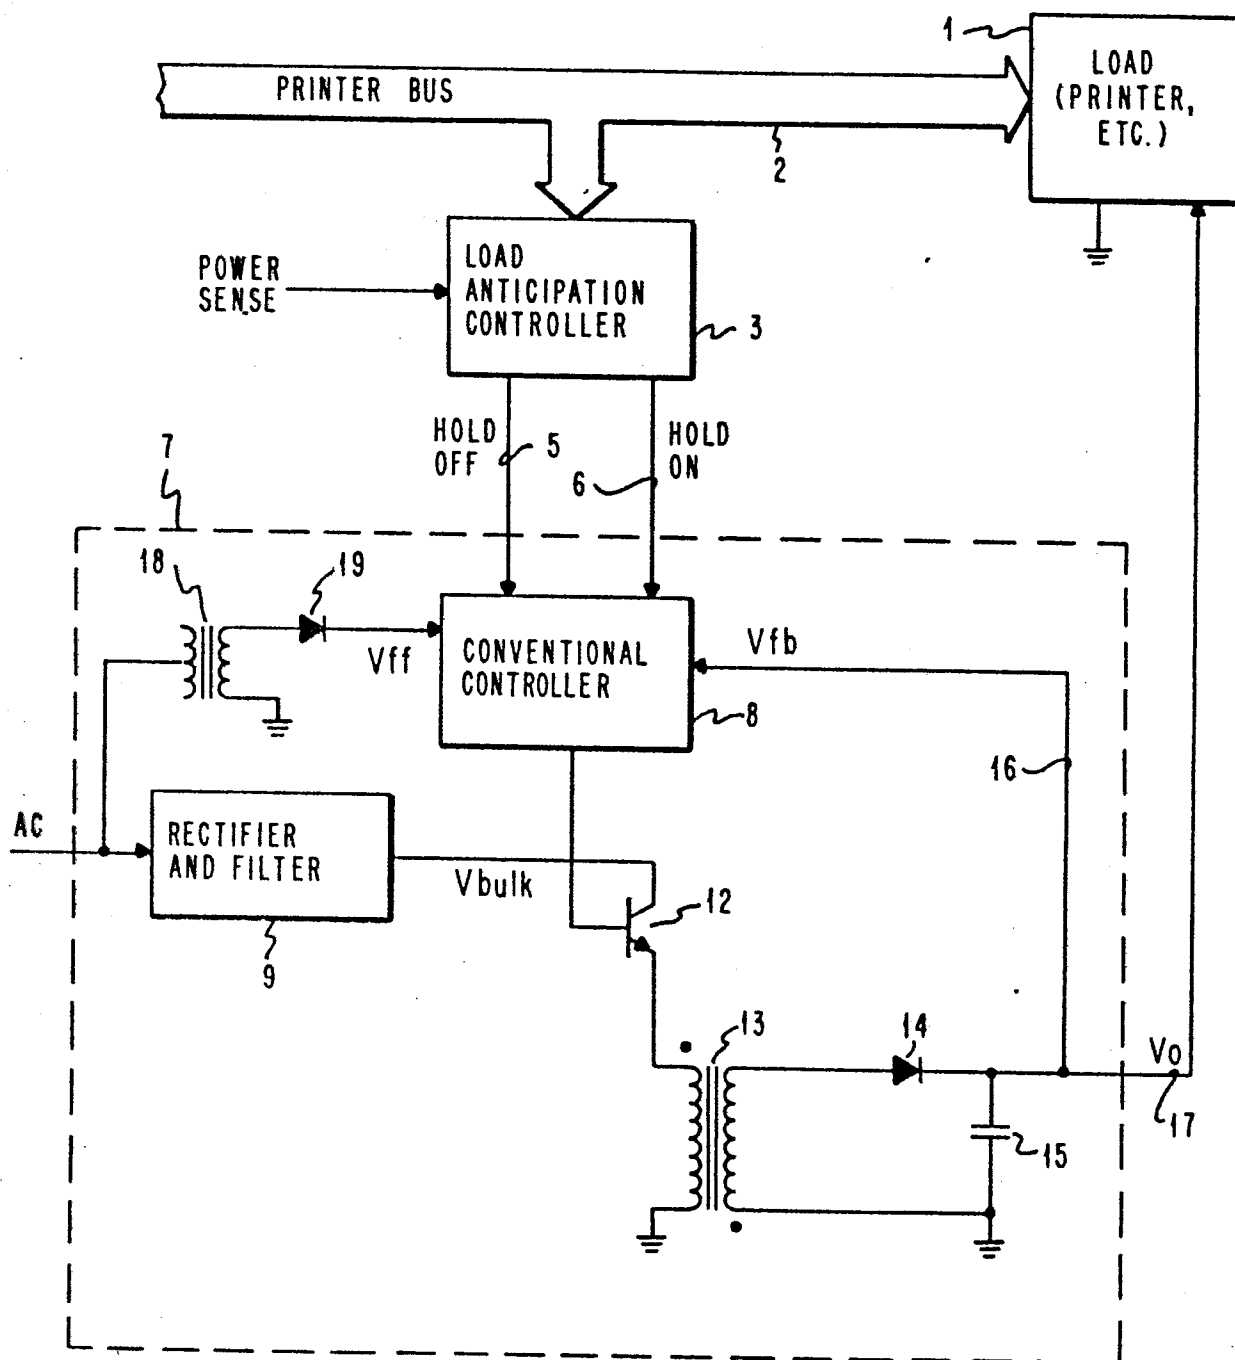 1
LOAD
(PRINTER,
ETC.)
PRINTER BUS
2
POWER
SENSE
LOAD
ANTICIPATION
CONTROLLER
3
HOLD
OFF
5
HOLD
ON
6
7
18
19
Vff
CONVENTIONAL
CONTROLLER
Vfb
8
16
AC
RECTIFIER
AND FILTER
Vbulk
12
9
13
14
Vo
17
15